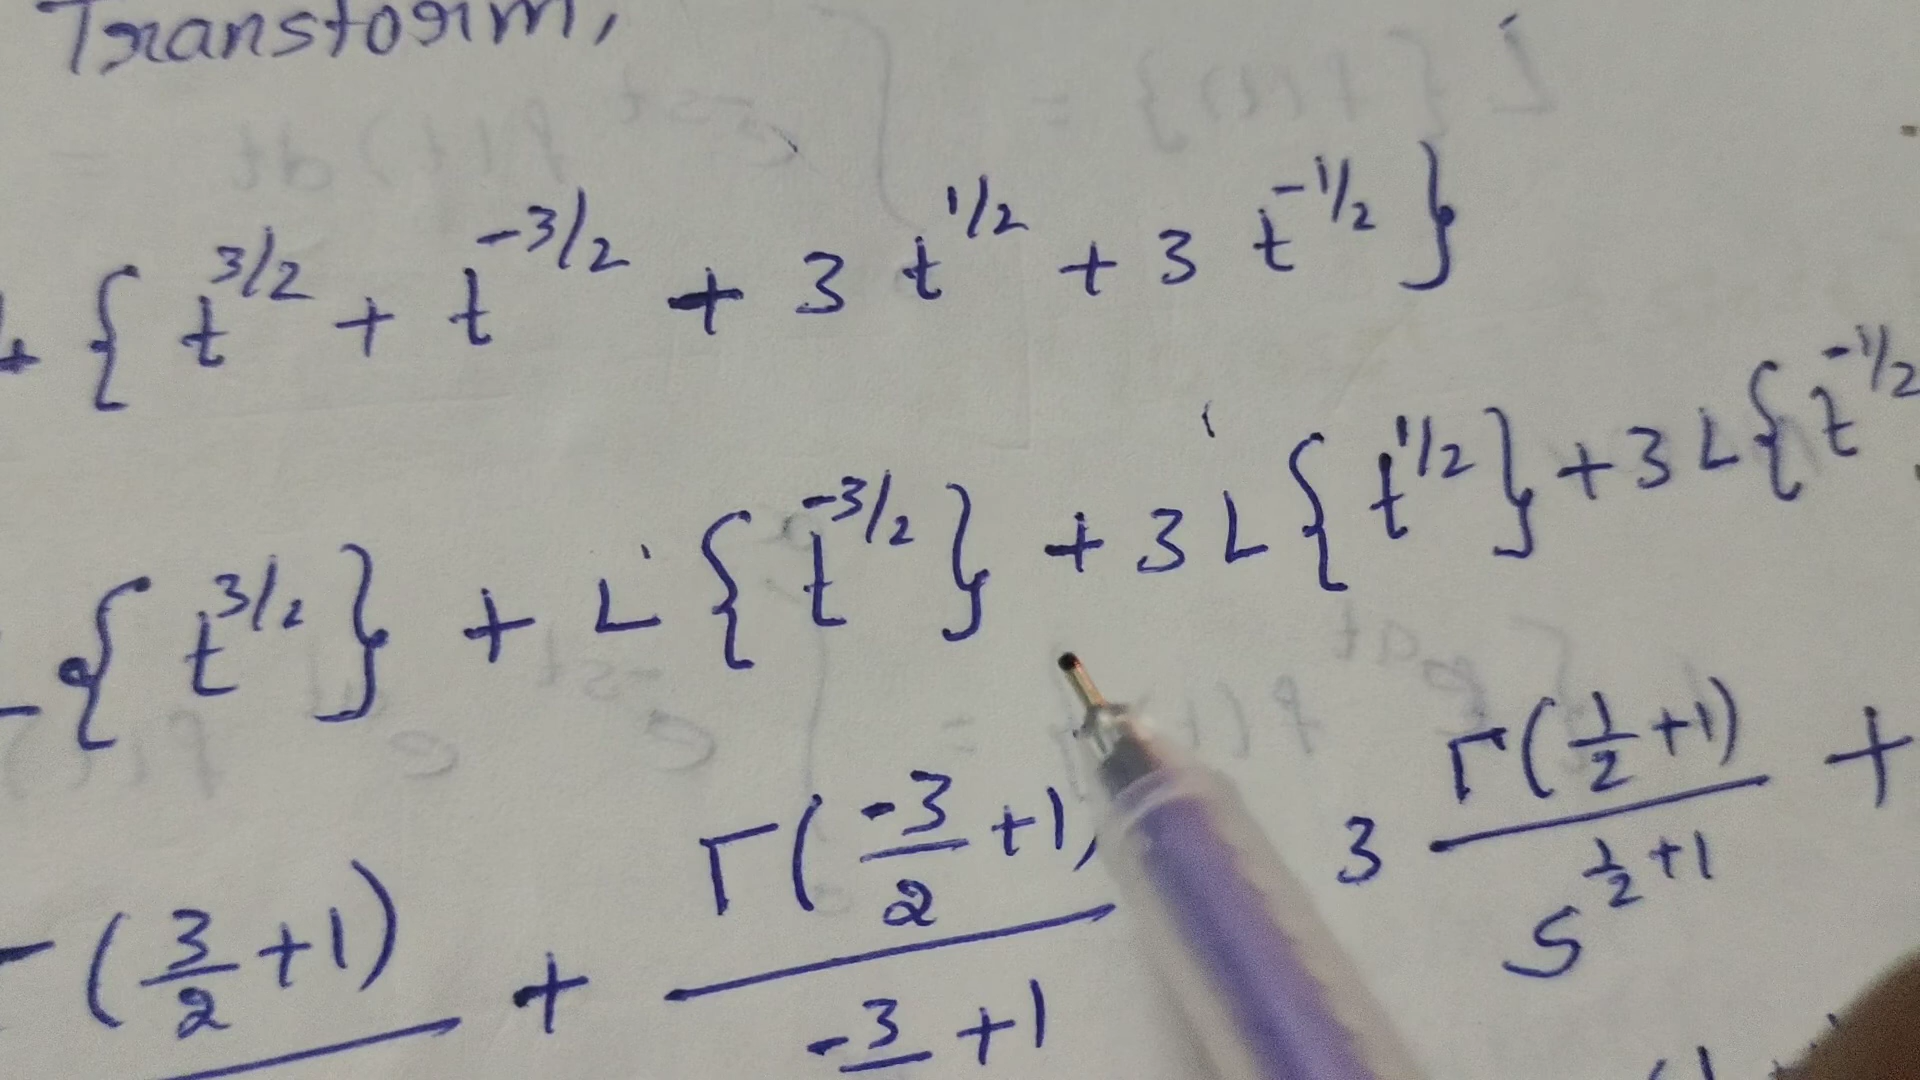 Transform,
L { t^{3/2} + t^{-3/2} + 3 t^{1/2} + 3 t^{-1/2} }
{ t^{3/2} } + L { t^{-3/2} } + 3 L { t^{1/2} } + 3 L { t^{-1/2}
(3/2 + 1) + Γ(-3/2 + 1) 3 Γ(1/2 + 1) / S^{1/2 + 1} +
-3 + 1